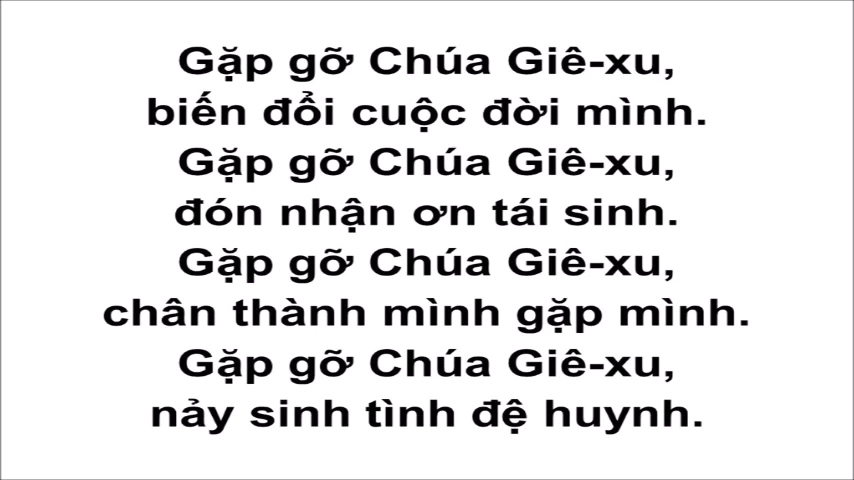 Gặp gỡ Chúa Giê-xu,
biến đổi cuộc đời mình.
Gặp gỡ Chúa Giê-xu,
đón nhận ơn tái sinh.
Gặp gỡ Chúa Giê-xu,
chân thành mình gặp mình.
Gặp gỡ Chúa Giê-xu,
nảy sinh tình đệ huynh.